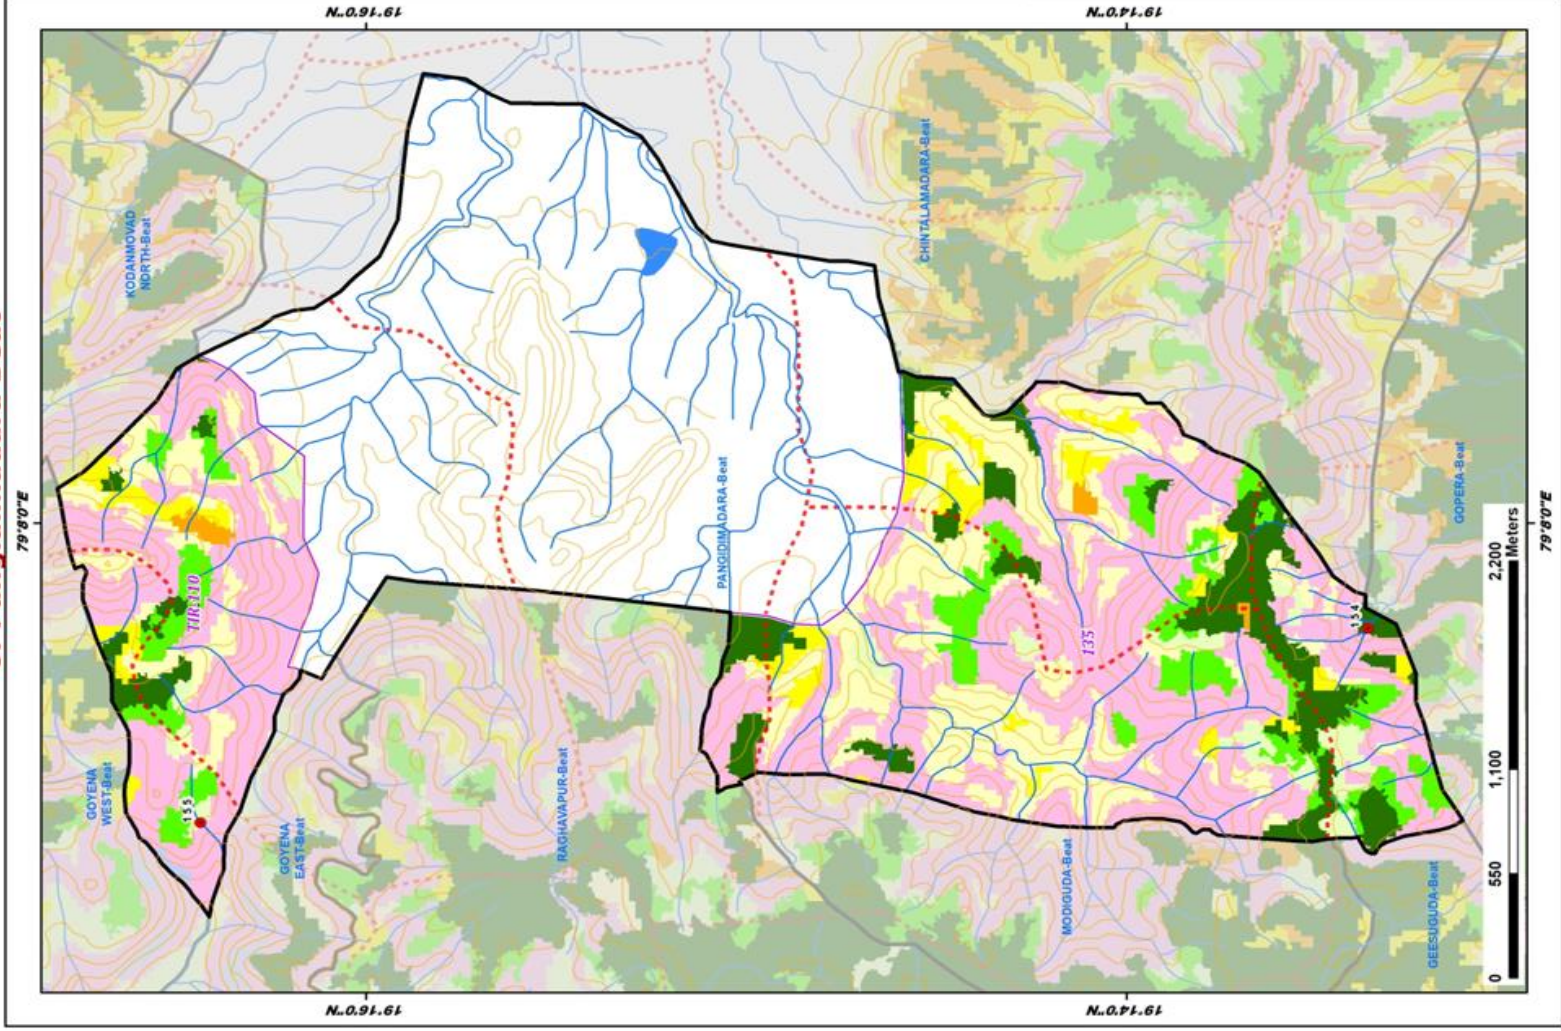 19°16'0"N
19°14'0"N
79°8'0"E
KODANMOVAD
NORTH-Beat
CHINTALAMADARA-Beat
PANGIDIMADARA-Beat
GOPERA-Beat
TIR.110
135
154
155
GOYENA
WEST-Beat
GOYENA
EAST-Beat
RAGHAVAPUR-Beat
MODIGUDA-Beat
GEESUGUDA-Beat
0 550 1,100 2,200
Meters
79°8'0"E
19°16'0"N
19°14'0"N